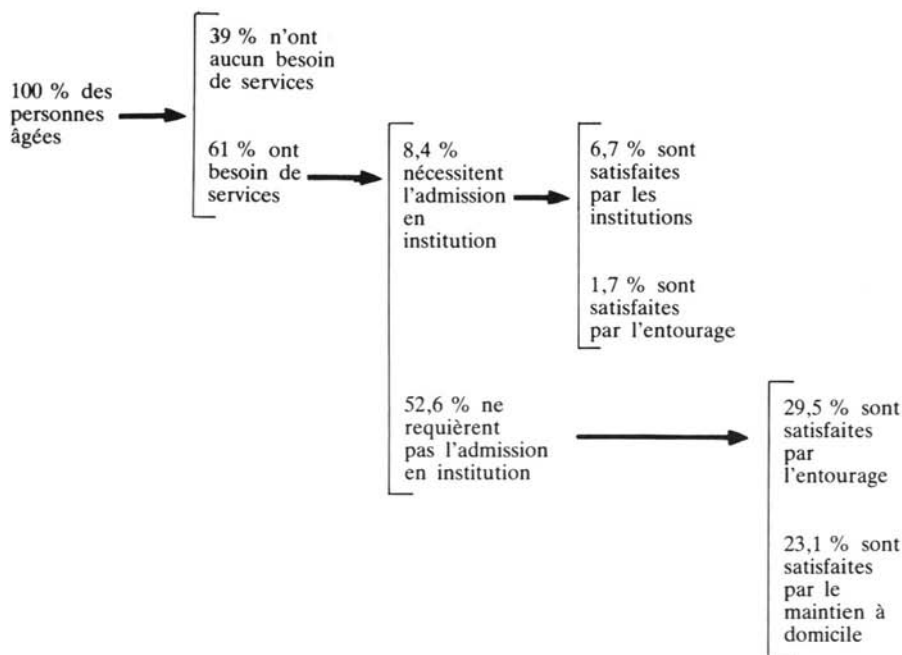 100 % des
personnes
âgées
39 % n'ont
aucun besoin
de services
61 % ont
besoin de
services
8,4 %
nécessitent
l'admission
en
institution
6,7 % sont
satisfaites
par les
institutions
1,7 % sont
satisfaites
par l'entourage
52,6 % ne
requièrent
pas l'admission
en institution
29,5 % sont
satisfaites
par
l'entourage
23,1 % sont
satisfaites
par le
maintien à
domicile